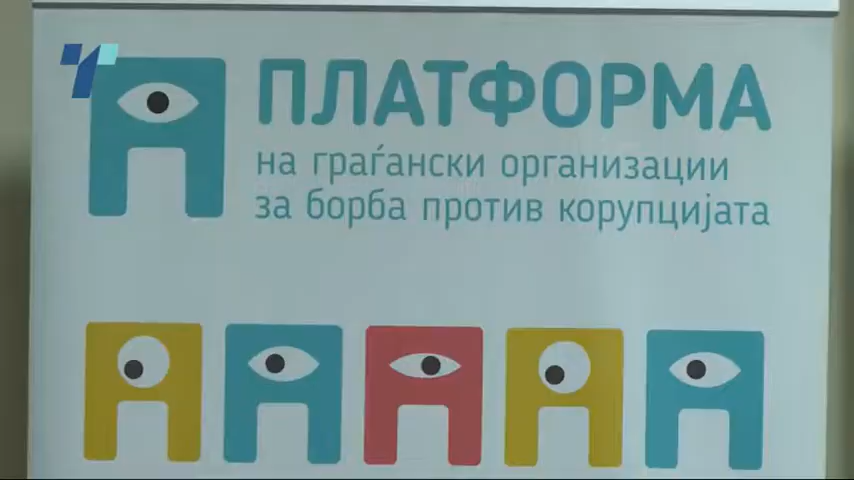 ПЛАТФОРМА
на граѓански организации
за борба против корупцијата